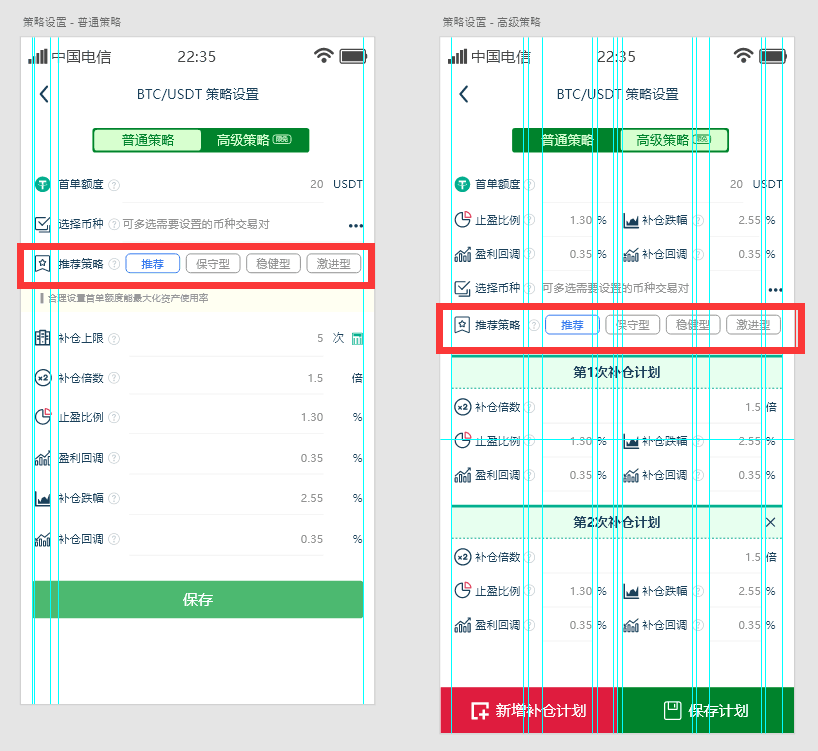 策略设置 - 普通策略
中国电信
22:35
BTC/USDT 策略设置
普通策略
高级策略
首单额度
20 USDT
选择币种
可多选需要设置的币种交易对
推荐策略
推荐
保守型
稳健型
激进型
合理设置首单额度能最大化资产使用率
补仓上限
5 次
补仓倍数
1.5 倍
止盈比例
1.30 %
盈利回调
0.35 %
补仓跌幅
2.55 %
补仓回调
0.35 %
保存
策略设置 - 高级策略
中国电信
22:35
BTC/USDT 策略设置
普通策略
高级策略
首单额度
20 USDT
止盈比例
1.30 %
补仓跌幅
2.55 %
盈利回调
0.35 %
补仓回调
0.35 %
选择币种
可多选需要设置的币种交易对
推荐策略
推荐
保守型
稳健型
激进型
第1次补仓计划
×2 补仓倍数
1.5 倍
止盈比例
1.30 %
补仓跌幅
2.55 %
盈利回调
0.35 %
补仓回调
0.35 %
第2次补仓计划
×2 补仓倍数
1.5 倍
止盈比例
1.30 %
补仓跌幅
2.55 %
盈利回调
0.35 %
补仓回调
0.35 %
新增补仓计划
保存计划